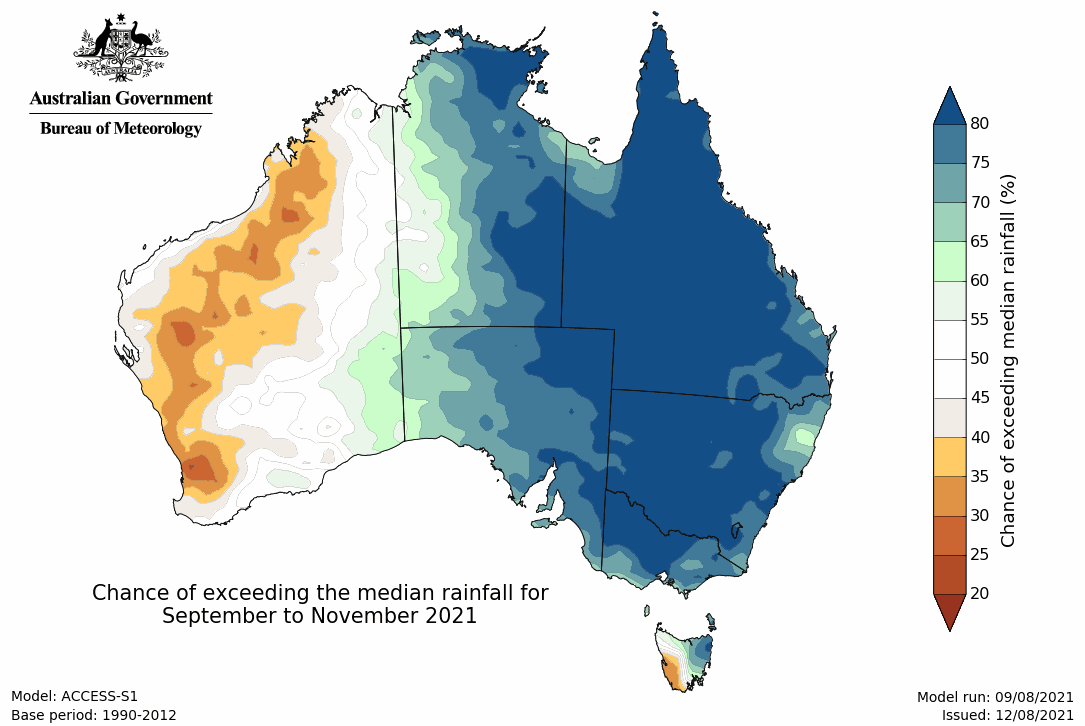 Australian Government
Bureau of Meteorology
80
75
70
65
60
55
50
45
40
35
30
25
20
Chance of exceeding median rainfall (%)
Chance of exceeding the median rainfall for
September to November 2021
Model: ACCESS-S1
Base period: 1990-2012
Model run: 09/08/2021
Issued: 12/08/2021